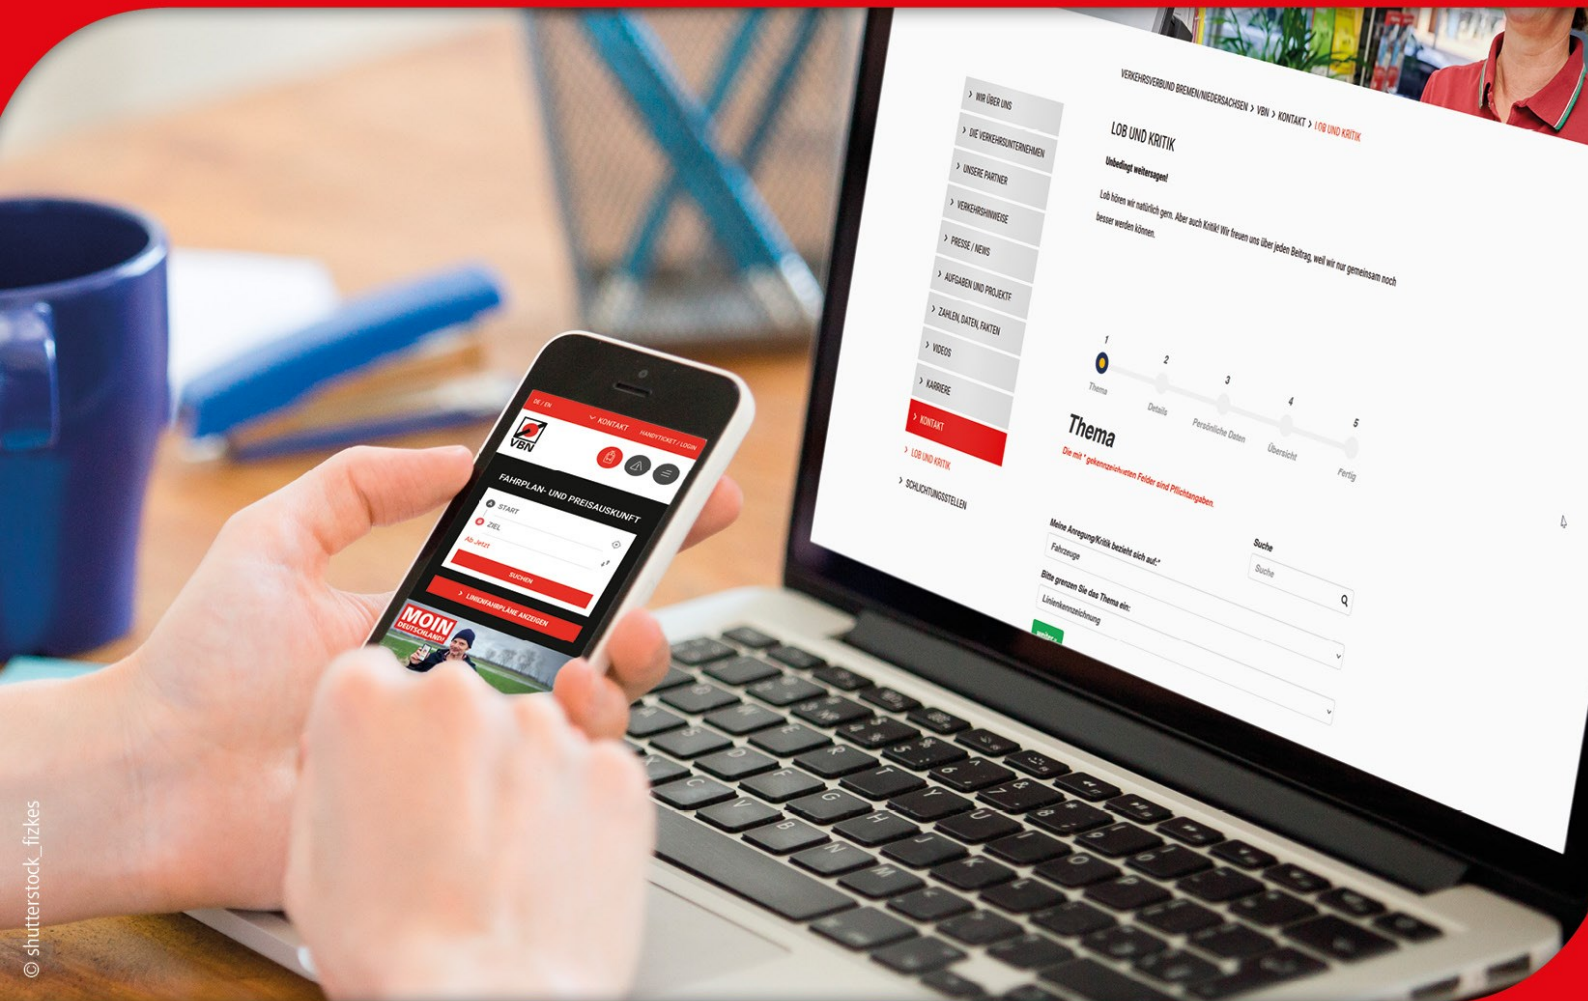 VERKEHRSVERBUND BREMEN/NIEDERSACHSEN > VBN > KONTAKT > LOB UND KRITIK
> WIR ÜBER UNS
> DIE VERKEHRSUNTERNEHMEN
> UNSERE PARTNER
> VERKEHRSHINWEISE
> PRESSE / NEWS
> AUFGABEN UND PROJEKTE
> ZAHLEN, DATEN, FAKTEN
> VIDEOS
> KARRIERE
> KONTAKT
> LOB UND KRITIK
> SCHLICHTUNGSSTELLEN
LOB UND KRITIK
Unbedingt weitersagen!
Lob hören wir natürlich gern. Aber auch Kritik! Wir freuen uns über jeden Beitrag, weil wir nur gemeinsam noch
besser werden können.
1 2 3 4 5
Thema Details Persönliche Daten Übersicht Fertig
Thema
Die mit * gekennzeichneten Felder sind Pflichtangaben.
Meine Anregung/Kritik bezieht sich auf:*
Fahrzeuge
Bitte grenzen Sie das Thema ein:
Linienkennzeichnung
weiter
Suche
Suche
DE / EN
KONTAKT
HANDYTICKET / LOGIN
VBN
FAHRPLAN- UND PREISAUSKUNFT
START
ZIEL
Ab Jetzt
SUCHEN
> LINIENFAHRPLÄNE ANZEIGEN
MOIN
DEUTSCHLAND!
© shutterstock_fizkes